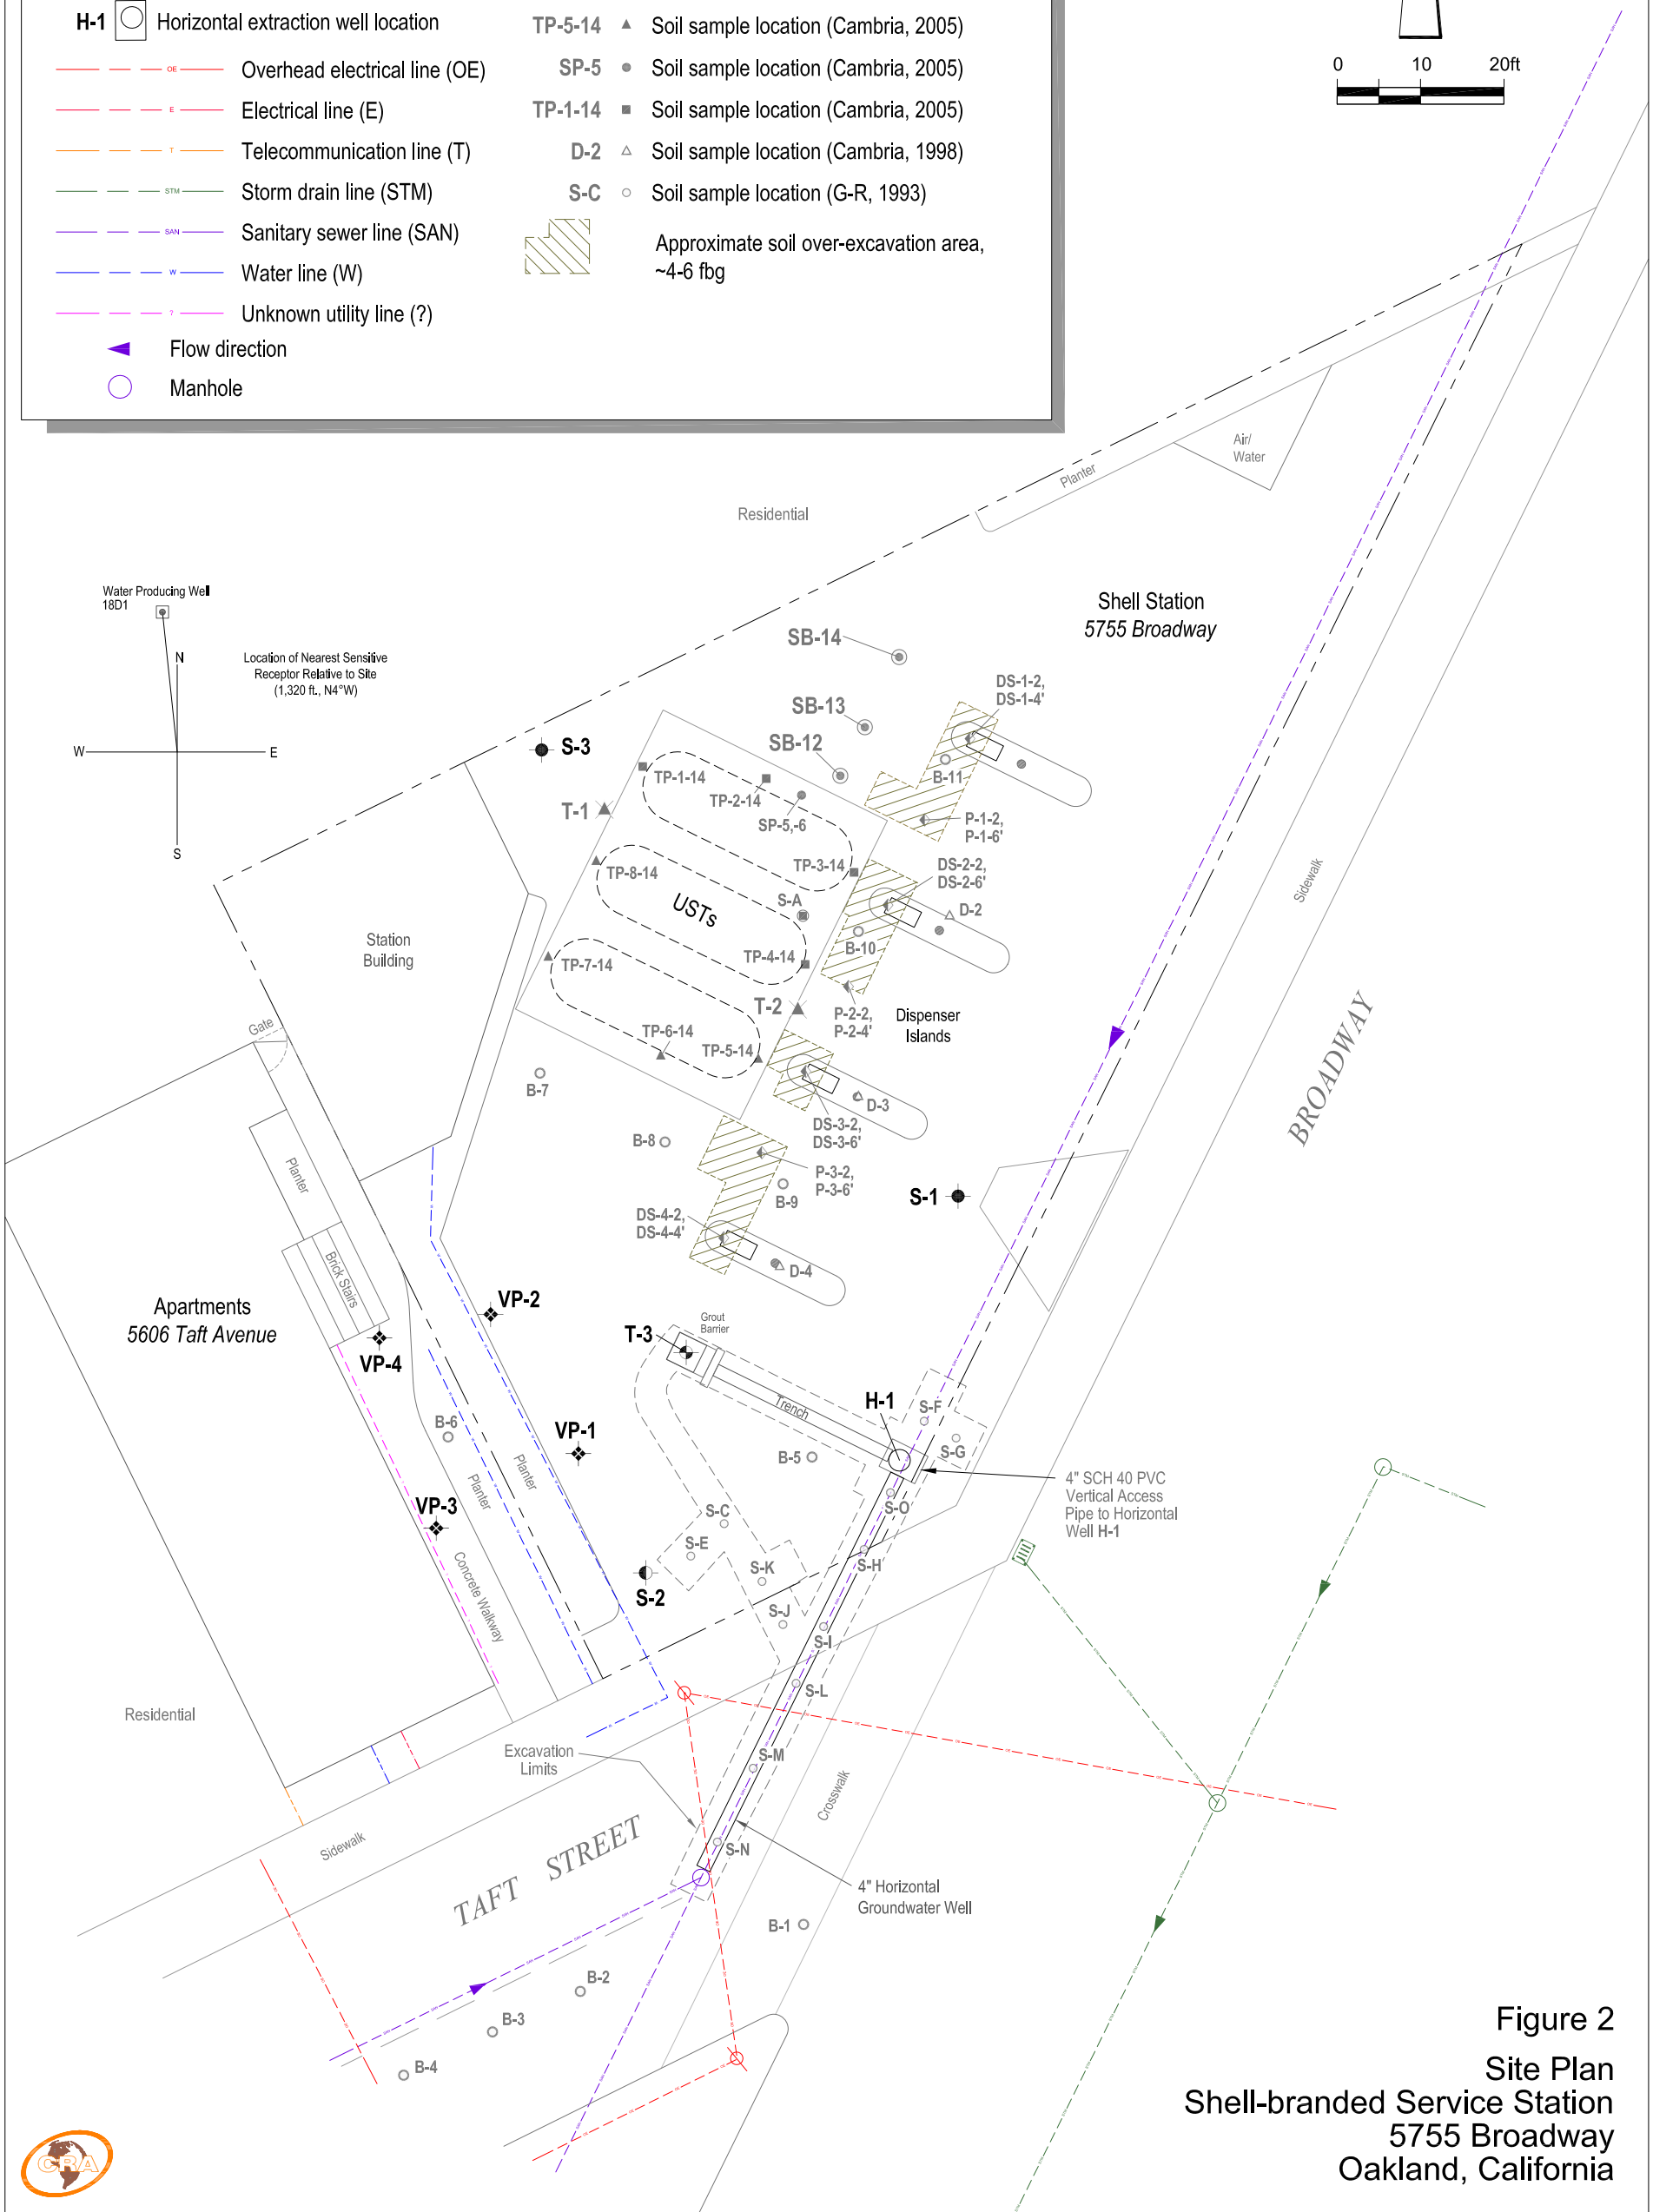 H-1 Horizontal extraction well location
OE Overhead electrical line (OE)
E Electrical line (E)
T Telecommunication line (T)
STM Storm drain line (STM)
SAN Sanitary sewer line (SAN)
W Water line (W)
? Unknown utility line (?)
Flow direction
Manhole
TP-5-14 Soil sample location (Cambria, 2005)
SP-5 Soil sample location (Cambria, 2005)
TP-1-14 Soil sample location (Cambria, 2005)
D-2 Soil sample location (Cambria, 1998)
S-C Soil sample location (G-R, 1993)
Approximate soil over-excavation area,
~4-6 fbg
0 10 20ft
Air/
Water
Planter
Residential
Water Producing Well
18D1
N
Location of Nearest Sensitive
Receptor Relative to Site
(1,320 ft., N4°W)
W
E
S
Shell Station
5755 Broadway
SB-14
SB-13
SB-12
DS-1-2,
DS-1-4'
B-11
P-1-2,
P-1-6'
S-3
T-1
TP-1-14
TP-2-14
SP-5,-6
TP-3-14
TP-8-14
USTs
S-A
TP-4-14
TP-7-14
T-2
TP-6-14
TP-5-14
DS-2-2,
DS-2-6'
D-2
B-10
P-2-2,
P-2-4'
Dispenser
Islands
Sidewalk
BROADWAY
Station
Building
Gate
B-7
B-8
D-3
DS-3-2,
DS-3-6'
P-3-2,
P-3-6'
B-9
DS-4-2,
DS-4-4'
D-4
S-1
Planter
Brick Stairs
Apartments
5606 Taft Avenue
VP-2
VP-4
Grout
Barrier
T-3
Trench
H-1
S-F
S-G
B-6
VP-1
B-5
Planter
Planter
VP-3
4" SCH 40 PVC
Vertical Access
Pipe to Horizontal
Well H-1
S-O
S-C
S-E
S-H
S-K
Concrete Walkway
S-2
S-J
S-I
S-L
Residential
Excavation
Limits
S-M
Crosswalk
Sidewalk
TAFT STREET
S-N
4" Horizontal
Groundwater Well
B-1
B-2
B-3
B-4
CRA
Figure 2
Site Plan
Shell-branded Service Station
5755 Broadway
Oakland, California